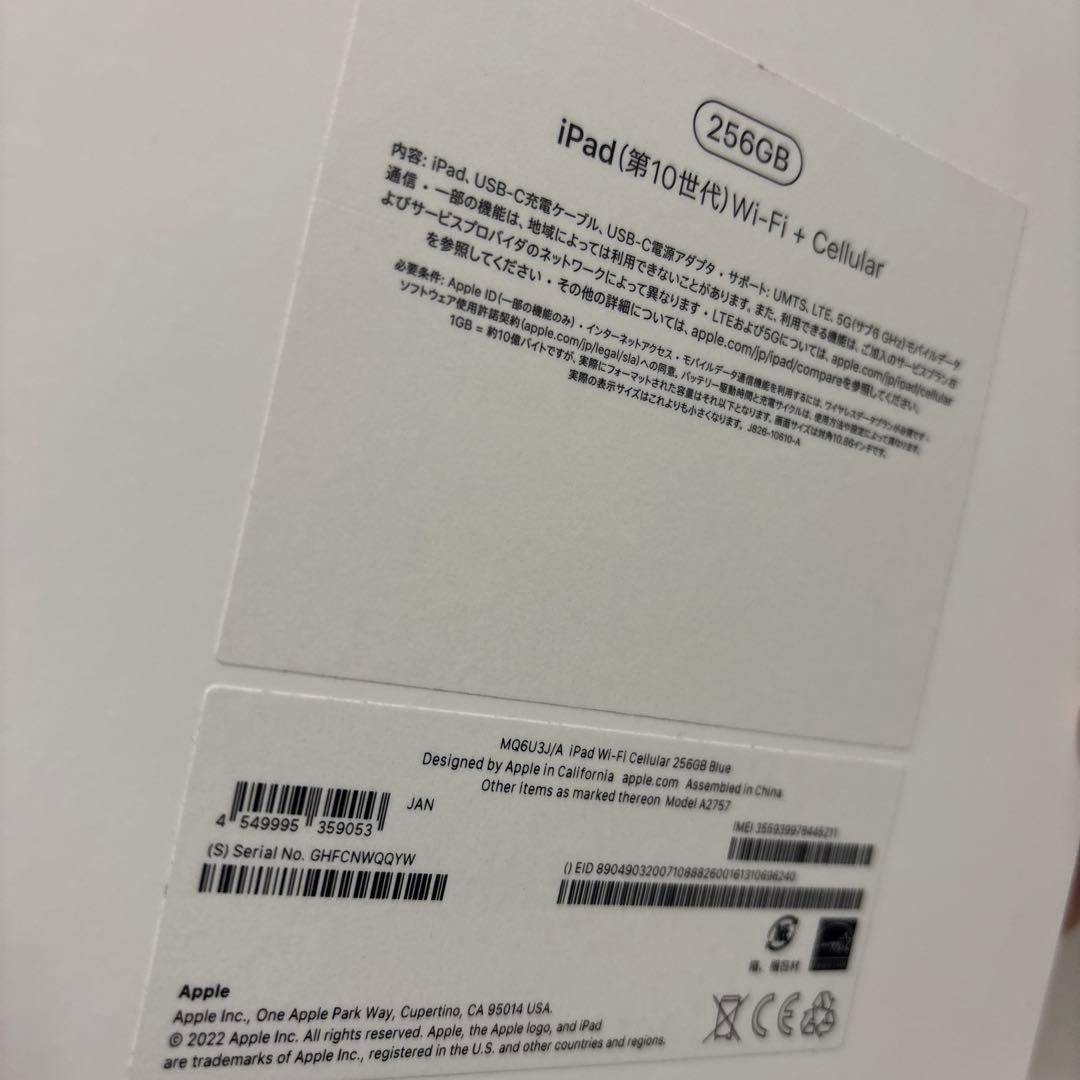 256GB
iPad(第10世代)Wi-Fi + Cellular
内容: iPad、USB-C充電ケーブル、USB-C電源アダプタ・サポート: UMTS、LTE、5G(サブ6 GHz)モバイルデータ
通信・一部の機能は、地域によっては利用できないことがあります。また、利用できる機能は、ご加入のサービスプランお
よびサービスプロバイダのネットワークによって異なります・LTEおよび5Gについては、apple.com/jp/ipad/cellular
を参照してください・その他の詳細については、apple.com/jp/ipad/compareを参照してください。
必要条件: Apple ID(一部の機能のみ)・インターネットアクセス・モバイルデータ通信機能を利用するには、ワイヤレスデータプランが必要です・
ソフトウェア使用許諾契約(apple.com/jp/legal/sla)への同意。バッテリー駆動時間と充電サイクルは、使用方法や設定によって異なります。
1GB = 約10億バイトですが、実際にフォーマットされた容量はそれ以下となります。画面サイズは対角10.86インチです。
実際の表示サイズはこれよりも小さくなります。J826-10610-A
MQ6U3J/A iPad Wi-Fi Cellular 256GB Blue
Designed by Apple in California apple.com Assembled in China
Other Items as marked thereon Model A2757
JAN
4 549995 359053
IMEI 355939978445211
(S) Serial No. GHFCNWQQYW
() EID 89049032007108882600161310696240
箱、梱包材
Apple
Apple Inc., One Apple Park Way, Cupertino, CA 95014 USA.
© 2022 Apple Inc. All rights reserved. Apple, the Apple logo, and iPad
are trademarks of Apple Inc., registered in the U.S. and other countries and regions.